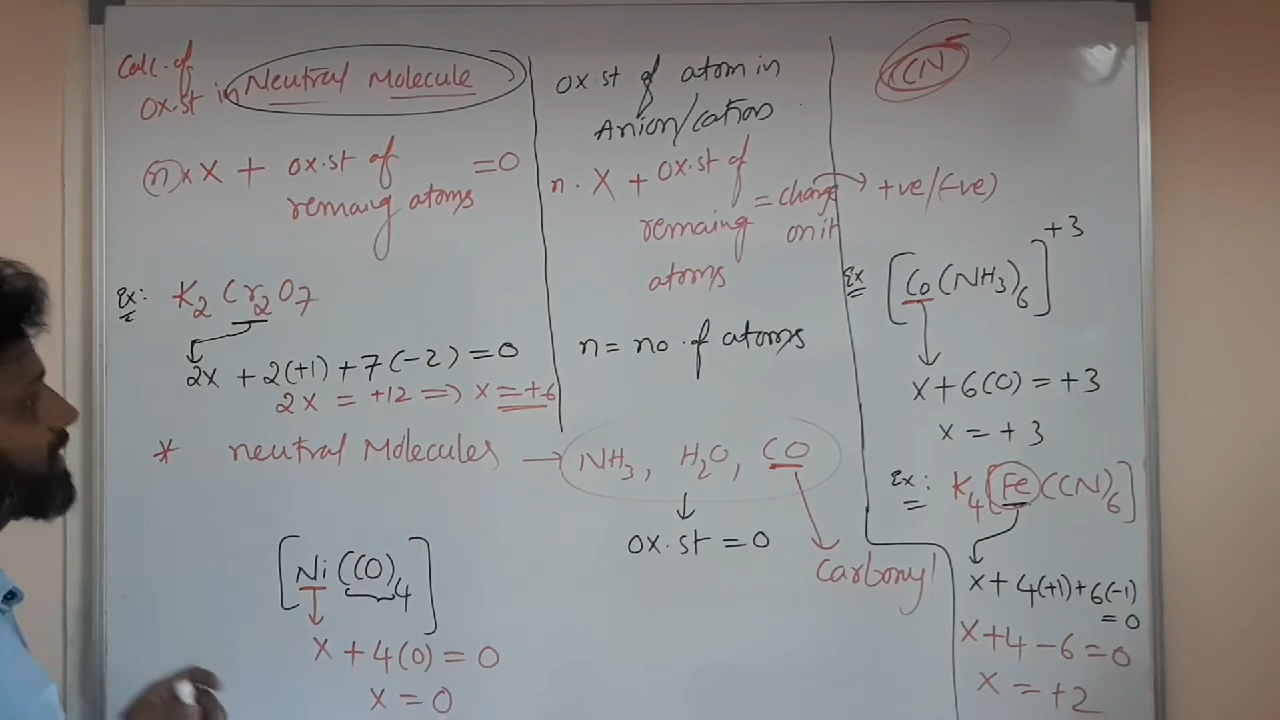 Calc. of
ox.st in Neutral Molecule
(n) x X + ox.st of = 0
remaing atoms
Ex: K2 Cr2O7
2x + 2(+1) + 7(-2) = 0
2x = +12 => x = +6
ox.st of atom in
Anion/cation
n. X + ox.st of
remaing = charge → +ve/(-ve)
on it
atoms
n = no. of atoms
* neutral Molecules → NH3, H2O, CO
ox.st = 0
Carbonyl
[Ni(CO)4]
x + 4(0) = 0
x = 0
CN-
Ex [Co(NH3)6]+3
x + 6(0) = +3
x = +3
Ex: K4[Fe(CN)6]
x + 4(+1) + 6(-1)
= 0
x + 4 - 6 = 0
x = +2